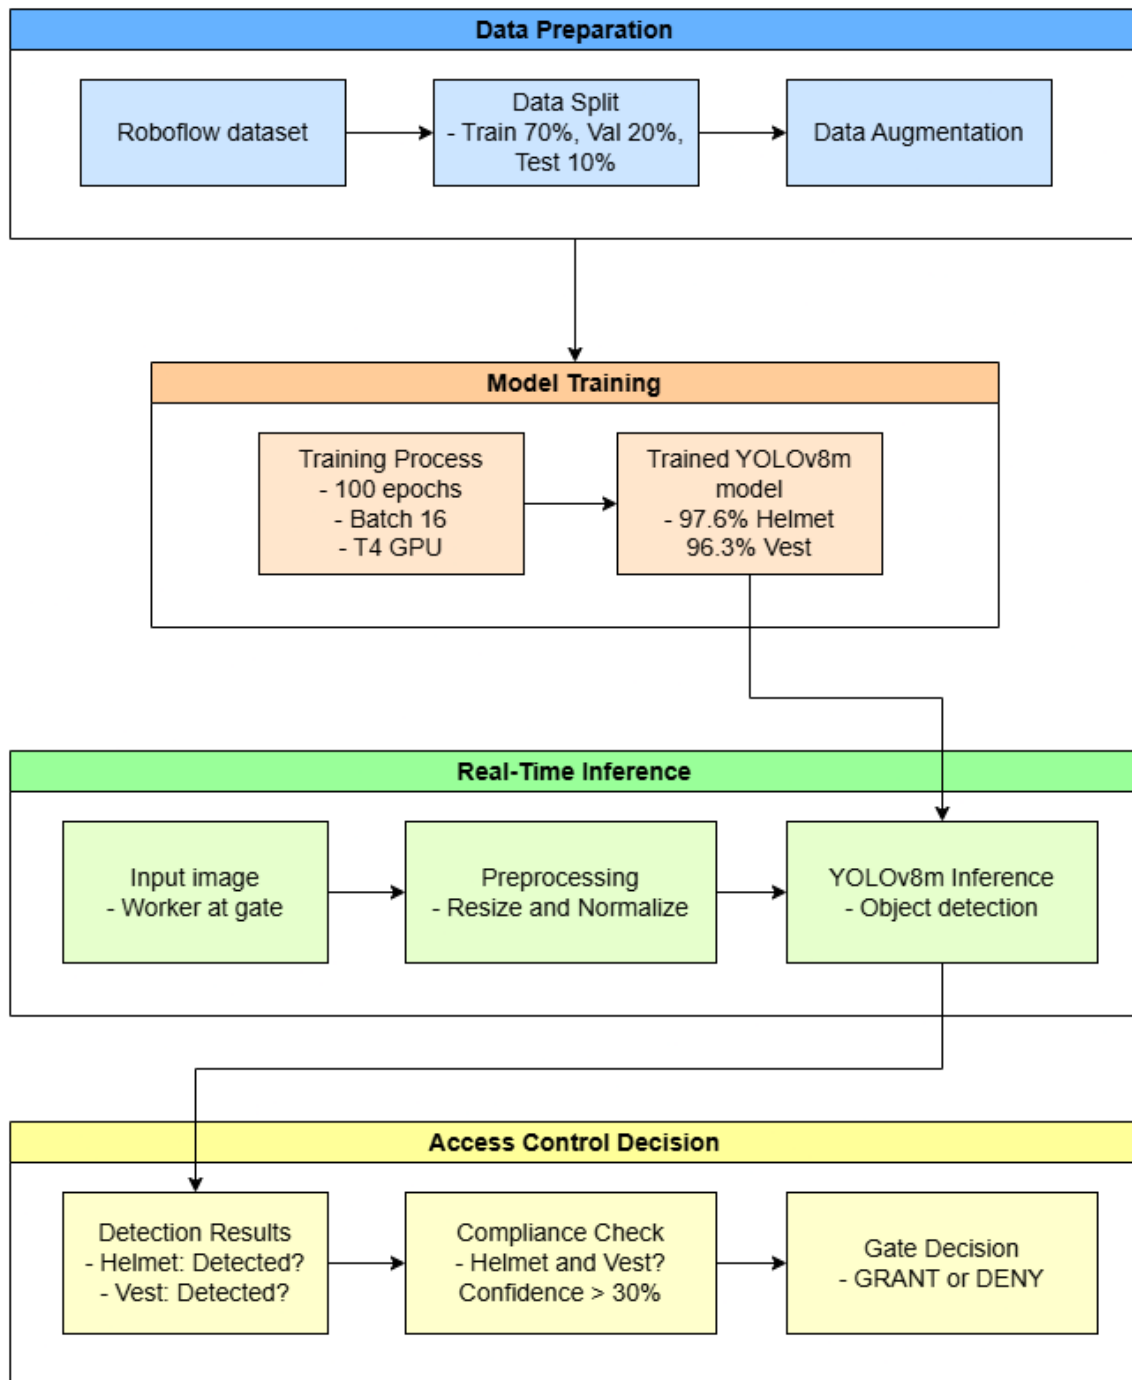 Data Preparation
Roboflow dataset
Data Split
- Train 70%, Val 20%,
Test 10%
Data Augmentation
Model Training
Training Process
- 100 epochs
- Batch 16
- T4 GPU
Trained YOLOv8m
model
- 97.6% Helmet
96.3% Vest
Real-Time Inference
Input image
- Worker at gate
Preprocessing
- Resize and Normalize
YOLOv8m Inference
- Object detection
Access Control Decision
Detection Results
- Helmet: Detected?
- Vest: Detected?
Compliance Check
- Helmet and Vest?
Confidence > 30%
Gate Decision
- GRANT or DENY